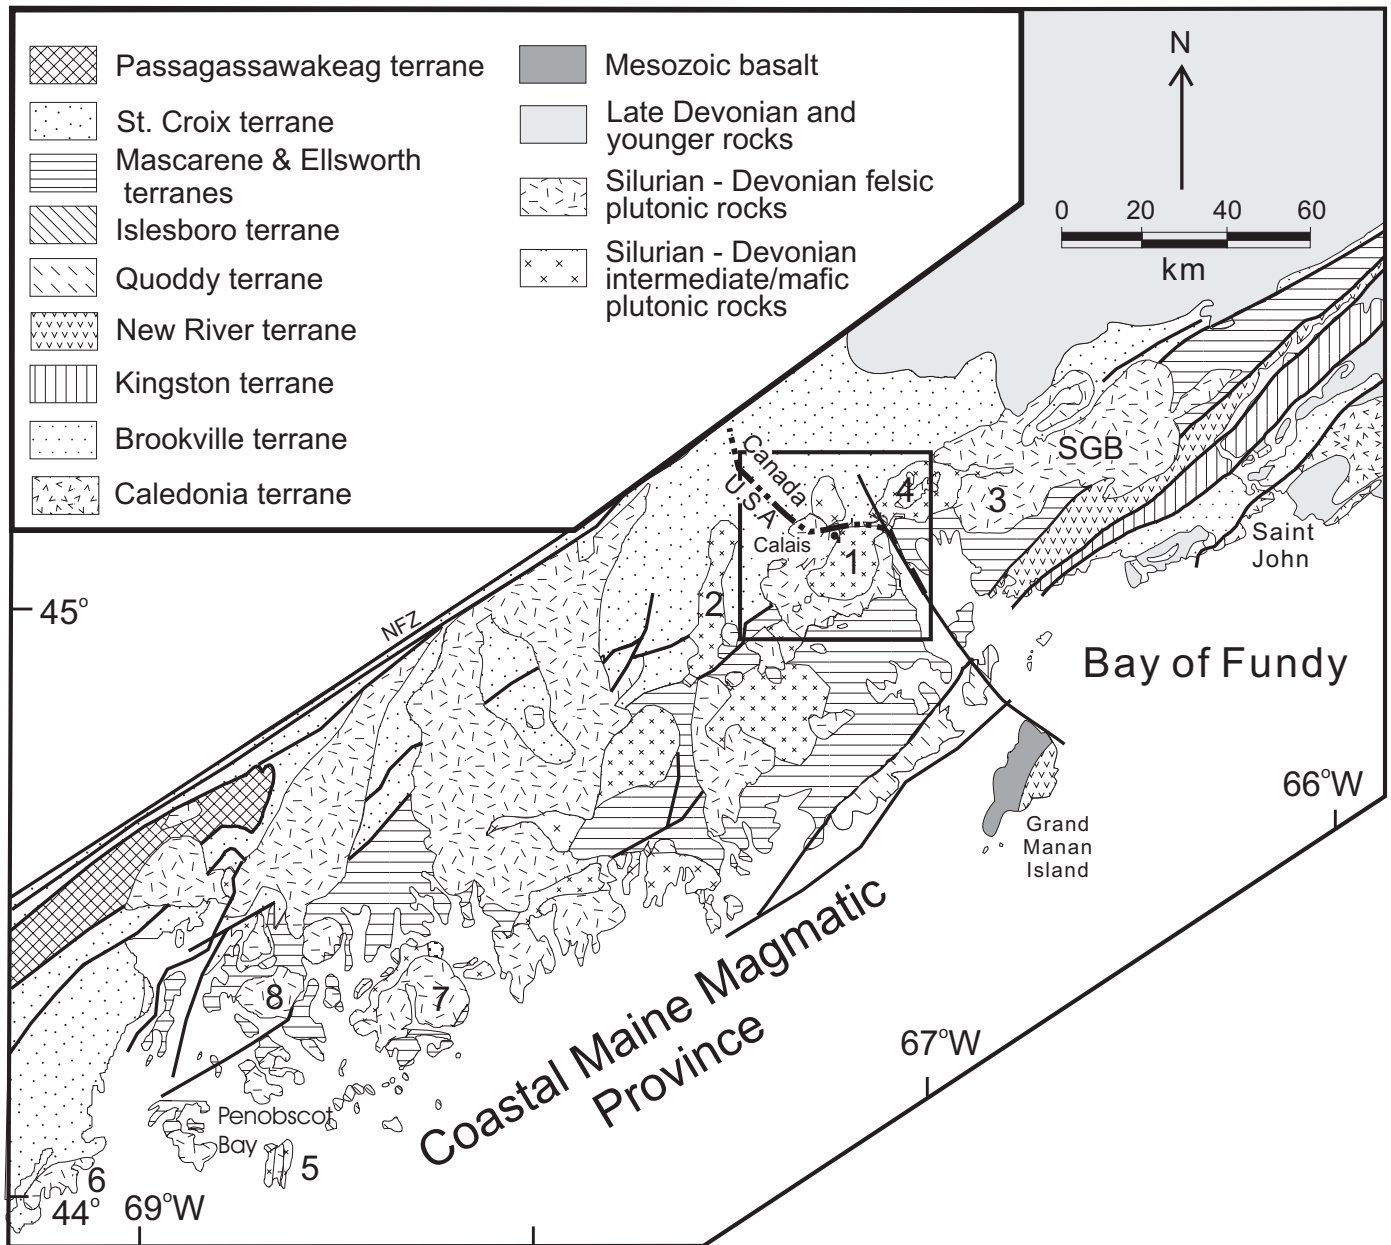 Passagassawakeag terrane
St. Croix terrane
Mascarene & Ellsworth
terranes
Islesboro terrane
Quoddy terrane
New River terrane
Kingston terrane
Brookville terrane
Caledonia terrane
Mesozoic basalt
Late Devonian and
younger rocks
Silurian - Devonian felsic
plutonic rocks
Silurian - Devonian
intermediate/mafic
plutonic rocks
N
0 20 40 60
km
Canada
U.S.A
SGB
4
3
Calais
1
2
Saint
John
45°
NFZ
Bay of Fundy
66°W
Grand
Manan
Island
8
7
Coastal Maine Magmatic
Province
67°W
Penobscot
Bay
5
6
44°
69°W